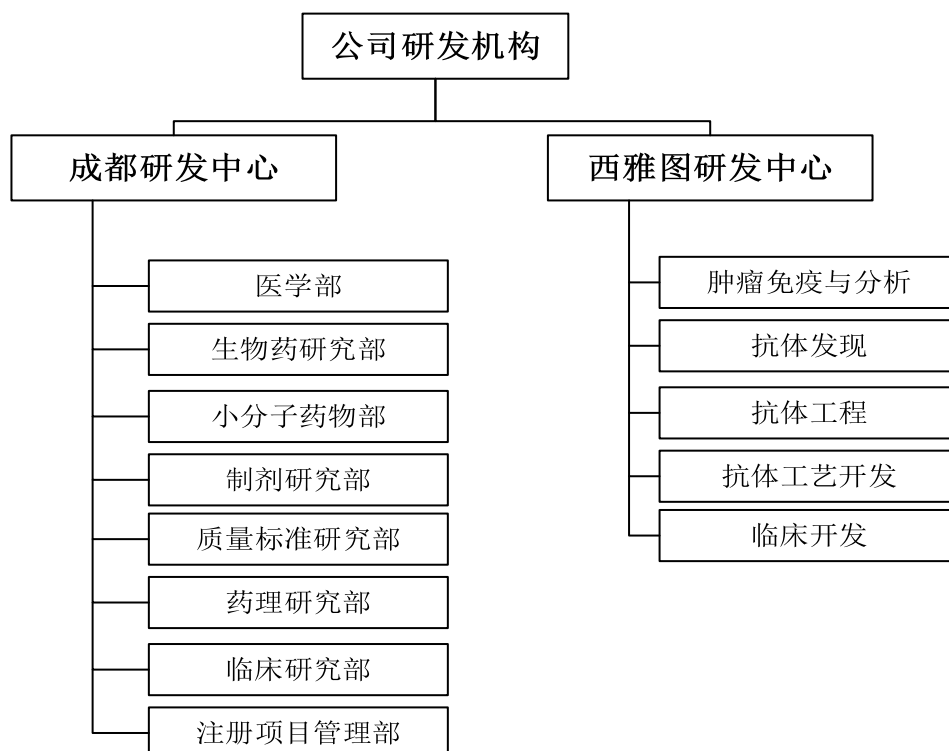 公司研发机构
成都研发中心
西雅图研发中心
医学部
生物药研究部
小分子药物部
制剂研究部
质量标准研究部
药理研究部
临床研究部
注册项目管理部
肿瘤免疫与分析
抗体发现
抗体工程
抗体工艺开发
临床开发